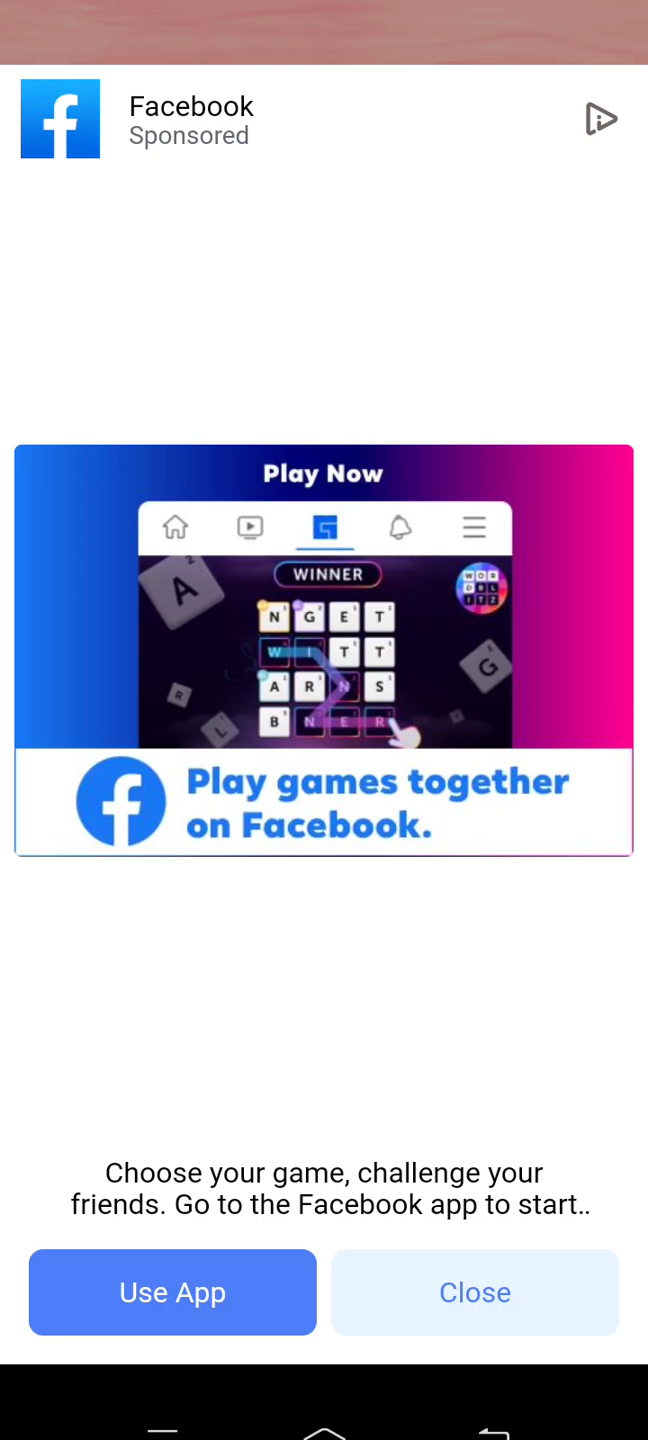 Facebook
Sponsored
Play Now
WINNER
A
2
W O R
D B L
I T Z
N G E T
W I T T
A R N S
B N E R
G
R
L
Play games together
on Facebook.
Choose your game, challenge your
friends. Go to the Facebook app to start..
Use App
Close